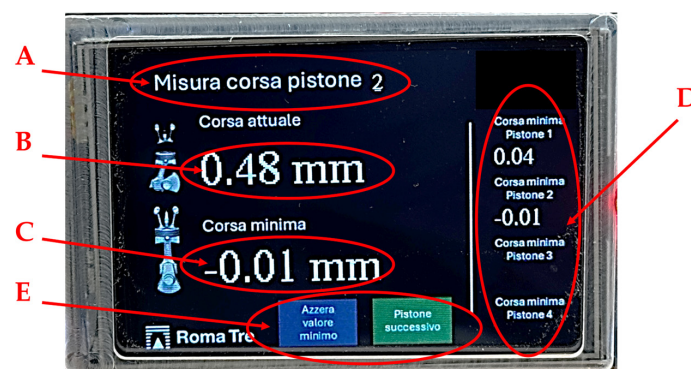 A
Misura corsa pistone 2
D
Corsa attuale
B
0.48 mm
Corsa minima
C
-0.01 mm
Corsa minima
Pistone 1
0.04
Corsa minima
Pistone 2
-0.01
Corsa minima
Pistone 3
Corsa minima
Pistone 4
E
Azzera
valore
minimo
Pistone
successivo
Roma Tre